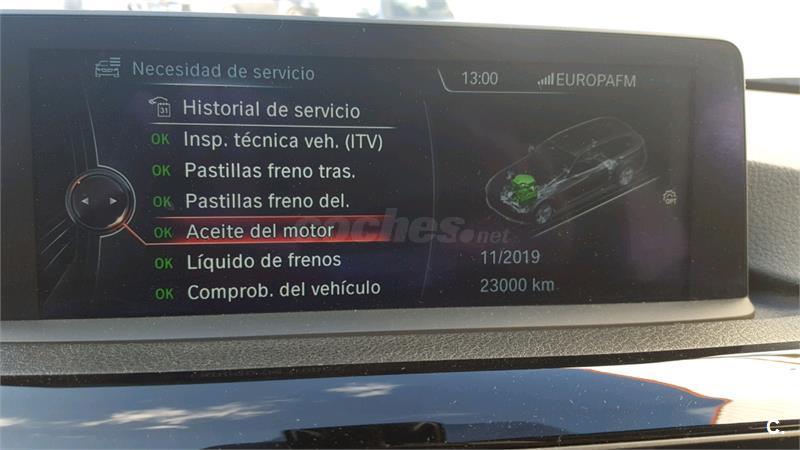 Necesidad de servicio
13:00 EUROPAFM
31 Historial de servicio
OK Insp. técnica veh. (ITV)
OK Pastillas freno tras.
OK Pastillas freno del.
OPT
OK Aceite del motor
coches.net
OK Líquido de frenos
11/2019
OK Comprob. del vehículo
23000 km
C.